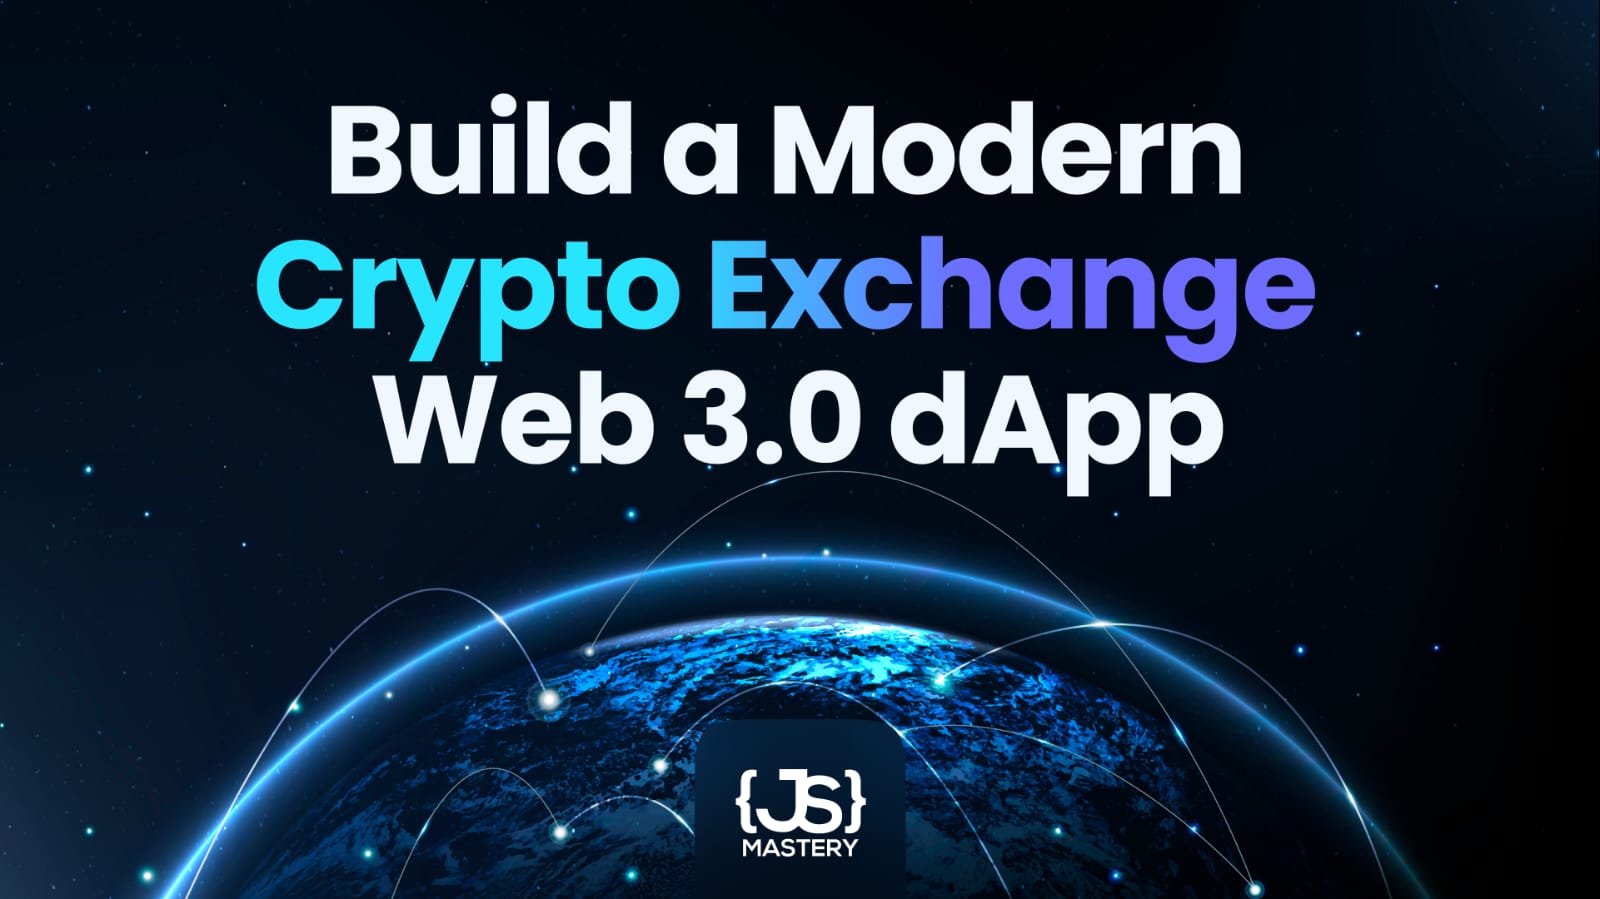 Build a Modern
Crypto Exchange
Web 3.0 dApp
{JS}
MASTERY